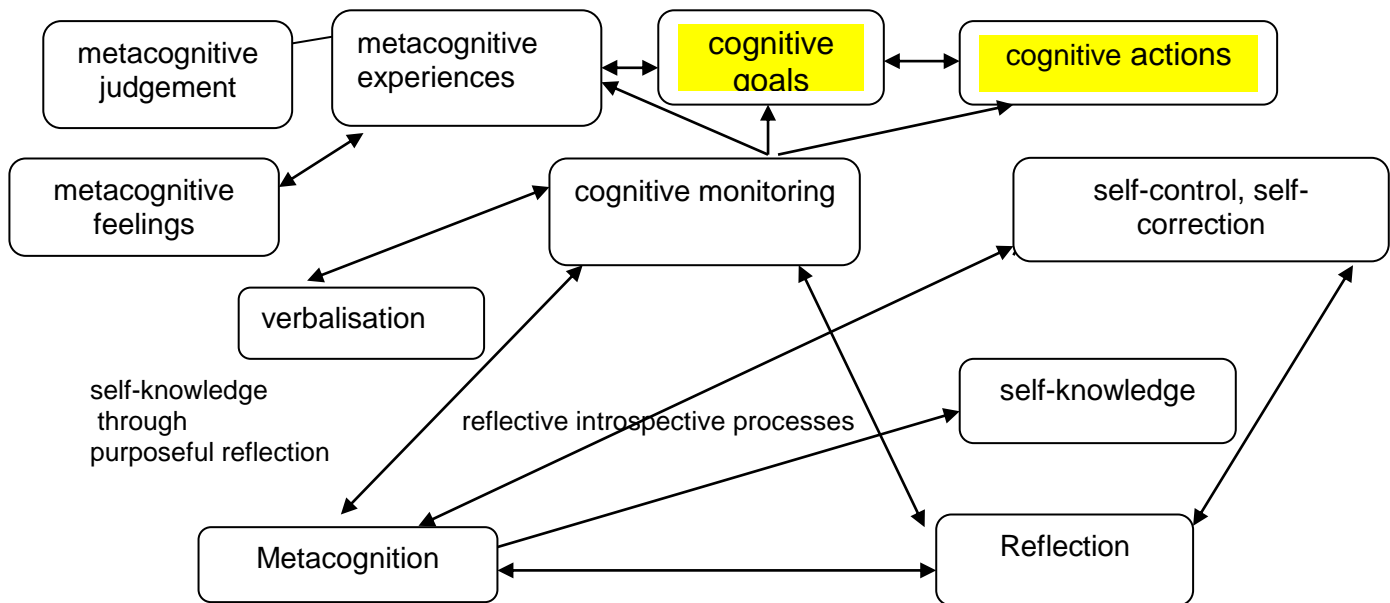 metacognitive
judgement
metacognitive
experiences
cognitive
goals
cognitive actions
metacognitive
feelings
cognitive monitoring
self-control, self-
correction
verbalisation
self-knowledge
through
purposeful reflection
reflective introspective processes
self-knowledge
Metacognition
Reflection